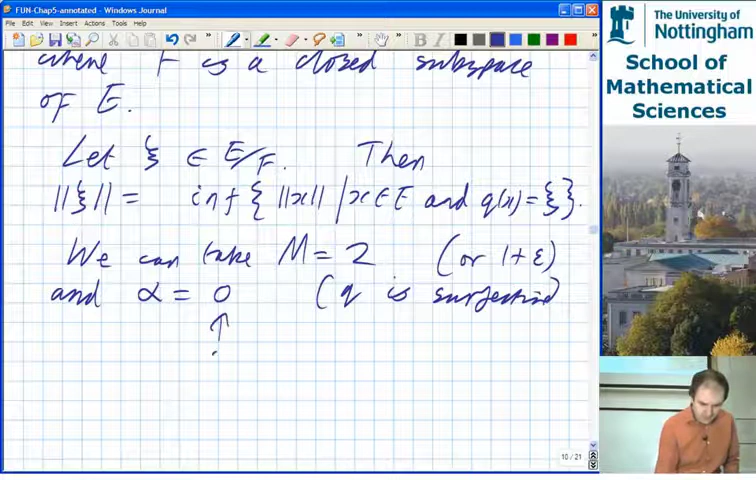 FUN-Chap5-annotated - Windows Journal
File Edit View Insert Actions Tools Help
where F is a closed subspace
of E.
Let ξ ∈ E/F. Then
||ξ|| = inf { ||x|| | x ∈ E and q(x) = ξ }.
We can take M = 2 (or 1 + ε)
and α = 0 (q is surjective)
↑
10 / 21
The University of
Nottingham
School of
Mathematical
Sciences